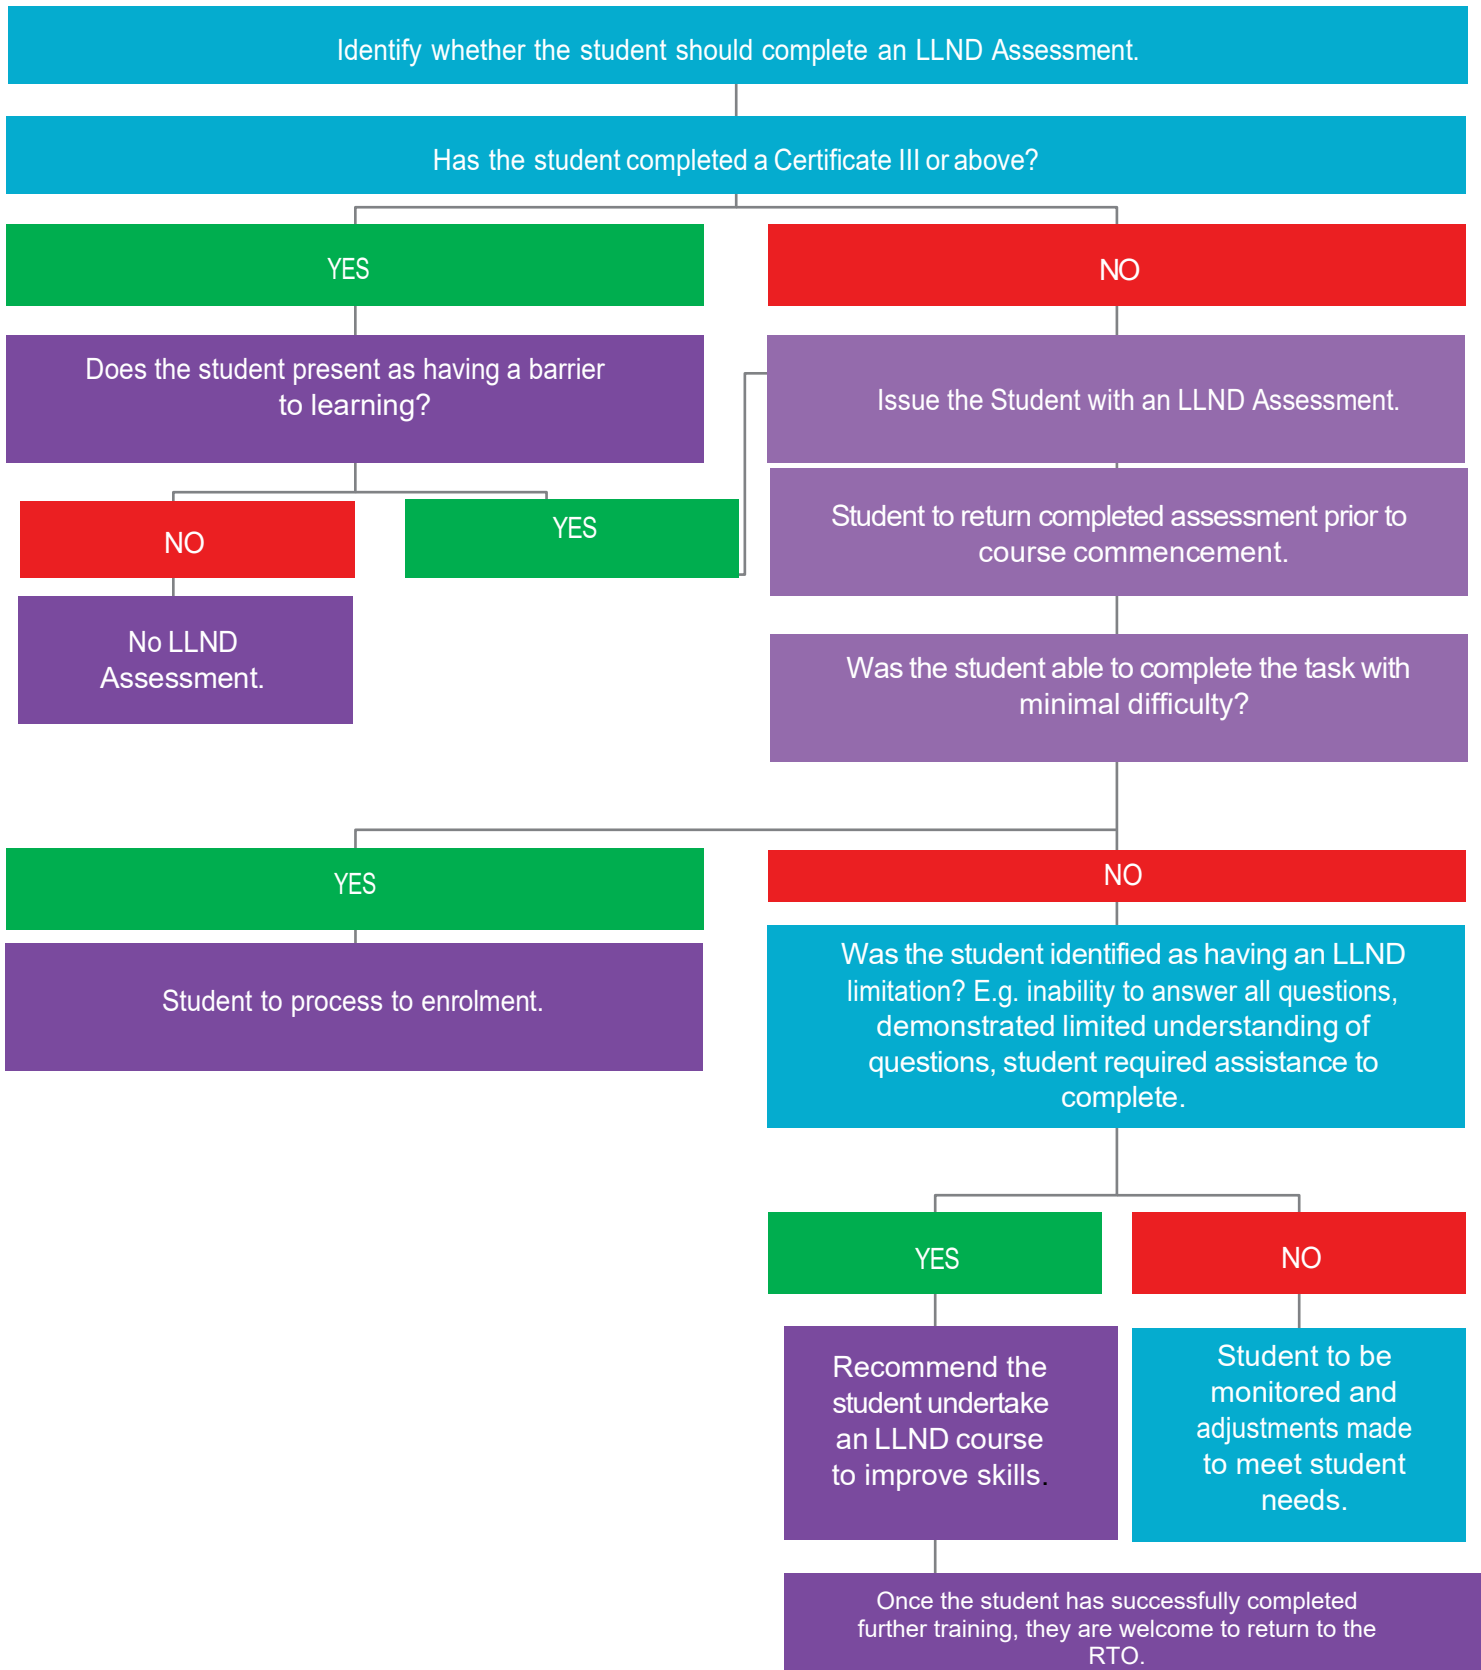 Identify whether the student should complete an LLND Assessment.
Has the student completed a Certificate III or above?
YES
NO
Does the student present as having a barrier
to learning?
Issue the Student with an LLND Assessment.
NO
YES
Student to return completed assessment prior to
course commencement.
No LLND
Assessment.
Was the student able to complete the task with
minimal difficulty?
YES
NO
Student to process to enrolment.
Was the student identified as having an LLND
limitation? E.g. inability to answer all questions,
demonstrated limited understanding of
questions, student required assistance to
complete.
YES
NO
Recommend the
student undertake
an LLND course
to improve skills.
Student to be
monitored and
adjustments made
to meet student
needs.
Once the student has successfully completed
further training, they are welcome to return to the
RTO.